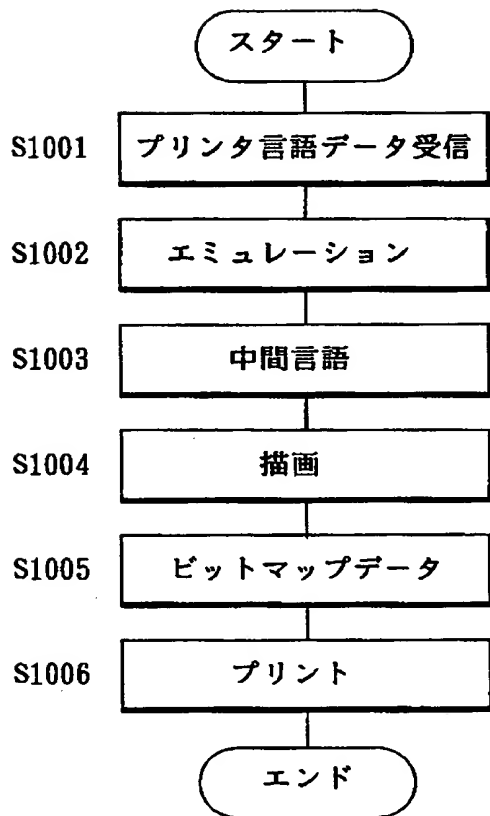 スタート
S1001 プリンタ言語データ受信
S1002 エミュレーション
S1003 中間言語
S1004 描画
S1005 ビットマップデータ
S1006 プリント
エンド